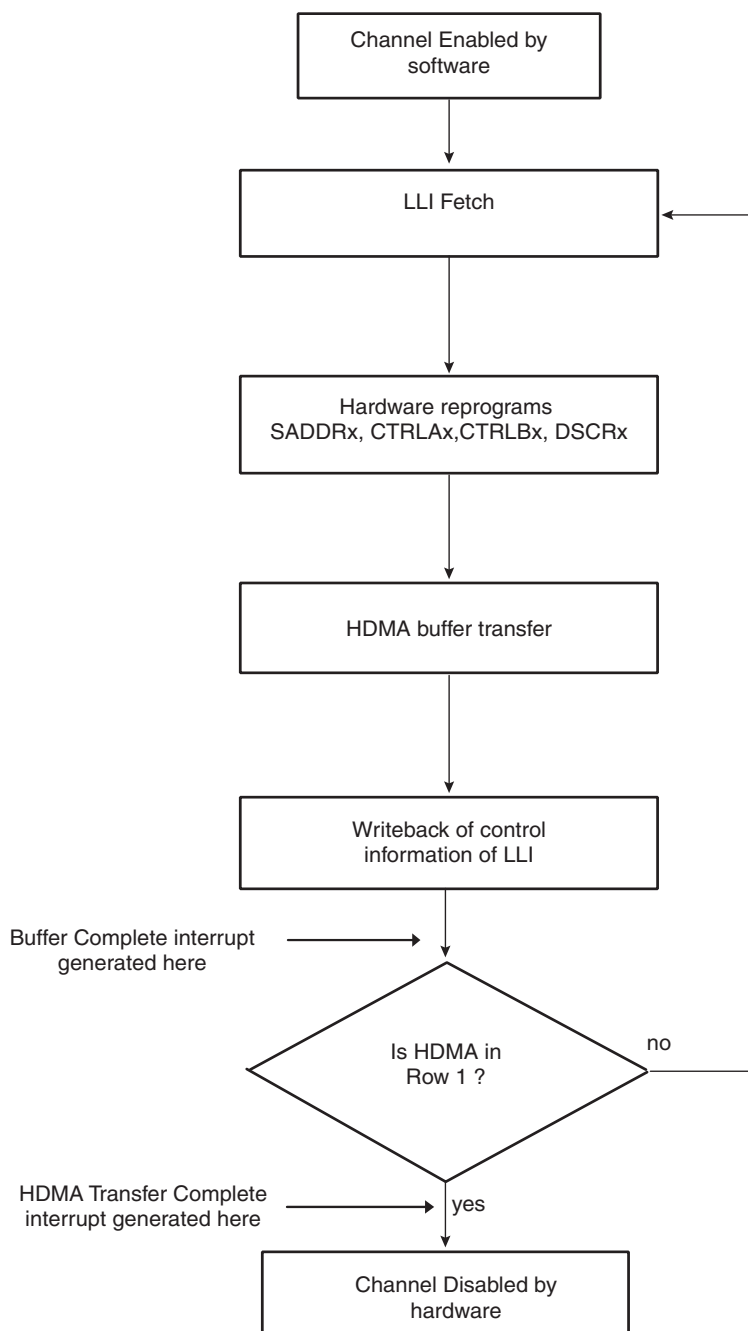 Channel Enabled by
software
LLI Fetch
Hardware reprograms
SADDRx, CTRLAx,CTRLBx, DSCRx
HDMA buffer transfer
Writeback of control
information of LLI
Buffer Complete interrupt
generated here
Is HDMA in
Row 1 ?
no
HDMA Transfer Complete
interrupt generated here
yes
Channel Disabled by
hardware